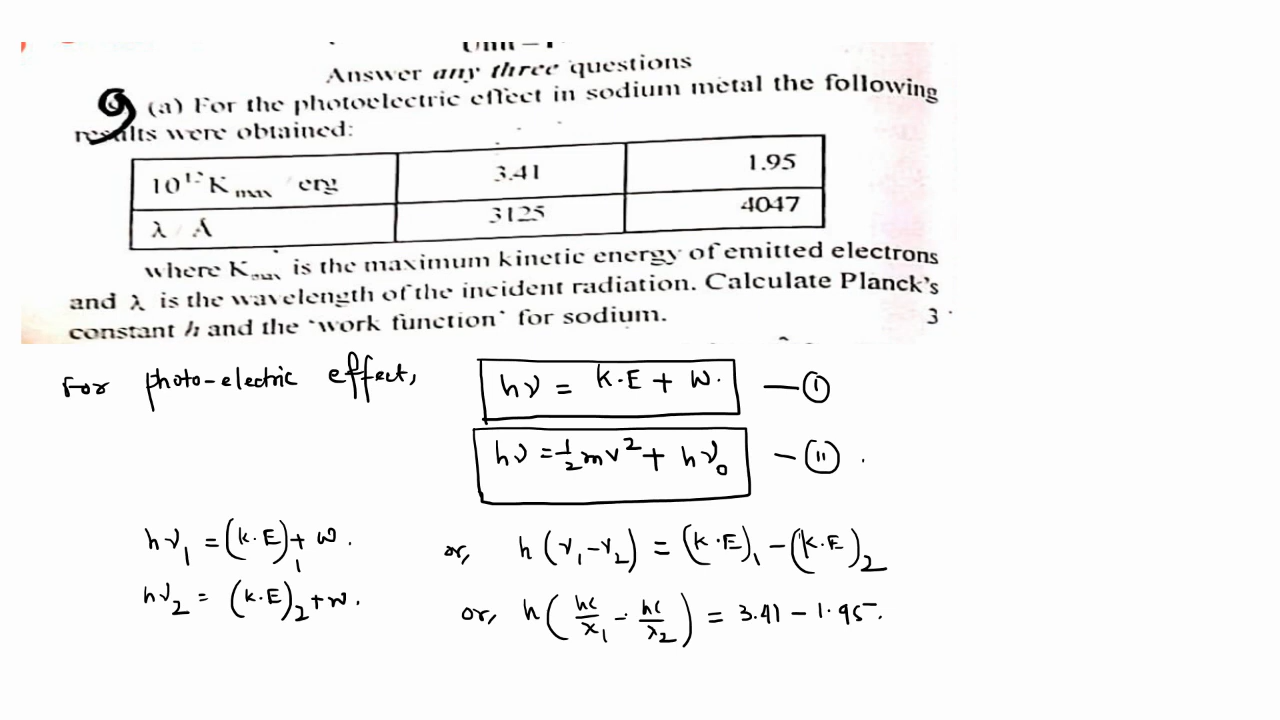 Unit – I
Answer any three questions
(a) For the photoelectric effect in sodium metal the following
results were obtained:
10¹² K max / erg 3.41 1.95
λ / Å 3125 4047
where Kmax is the maximum kinetic energy of emitted electrons
and λ is the wavelength of the incident radiation. Calculate Planck's
constant h and the 'work function' for sodium. 3
For photo-electric effect, hν = K.E + W. — (I)
hν = ½mv² + hν₀ — (II)
hν₁ = (K.E)₁ + W. or, h(ν₁ – ν₂) = (K.E)₁ – (K.E)₂
hν₂ = (K.E)₂ + W. or, h(hc/λ₁ – hc/λ₂) = 3.41 – 1.95.